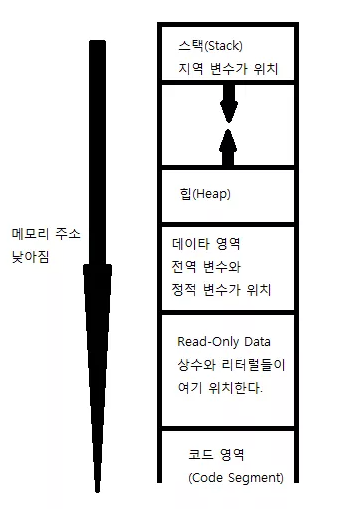 스택(Stack)
지역 변수가 위치
힙(Heap)
메모리 주소
낮아짐
데이타 영역
전역 변수와
정적 변수가 위치
Read-Only Data
상수와 리터럴들이
여기 위치한다.
코드 영역
(Code Segment)